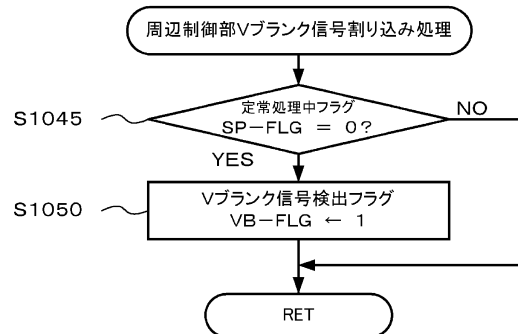 周辺制御部Vブランク信号割り込み処理
S1045
定常処理中フラグ
SP-FLG = 0?
NO
YES
S1050
Vブランク信号検出フラグ
VB-FLG ← 1
RET